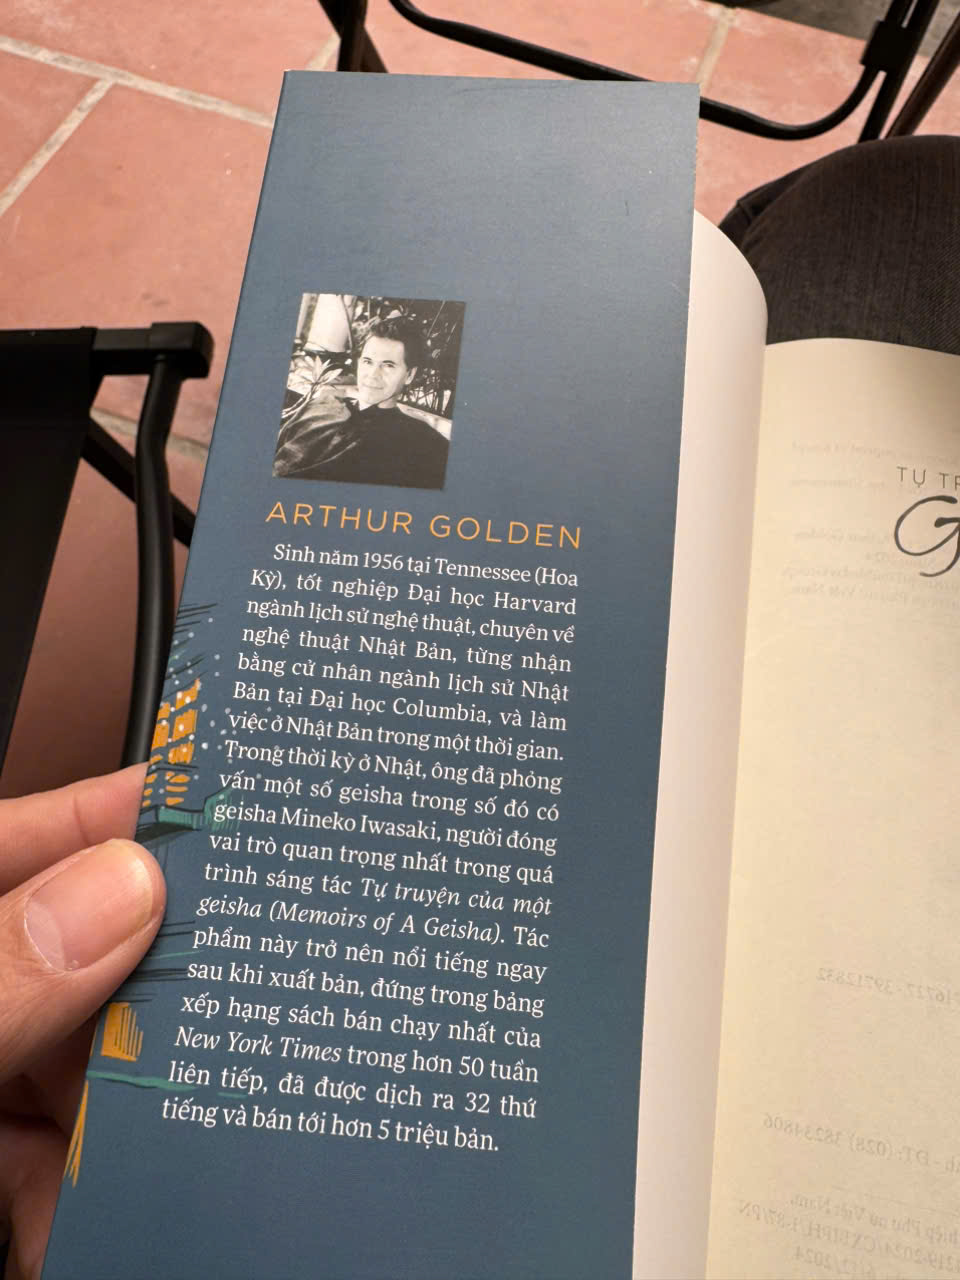 ARTHUR GOLDEN
Sinh năm 1956 tại Tennessee (Hoa
Kỳ), tốt nghiệp Đại học Harvard
ngành lịch sử nghệ thuật, chuyên về
nghệ thuật Nhật Bản, từng nhận
bằng cử nhân ngành lịch sử Nhật
Bản tại Đại học Columbia, và làm
việc ở Nhật Bản trong một thời gian.
Trong thời kỳ ở Nhật, ông đã phỏng
vấn một số geisha trong số đó có
geisha Mineko Iwasaki, người đóng
vai trò quan trọng nhất trong quá
trình sáng tác Tự truyện của một
geisha (Memoirs of A Geisha). Tác
phẩm này trở nên nổi tiếng ngay
sau khi xuất bản, đứng trong bảng
xếp hạng sách bán chạy nhất của
New York Times trong hơn 50 tuần
liên tiếp, đã được dịch ra 32 thứ
tiếng và bán tới hơn 5 triệu bản.
TỰ TR
G